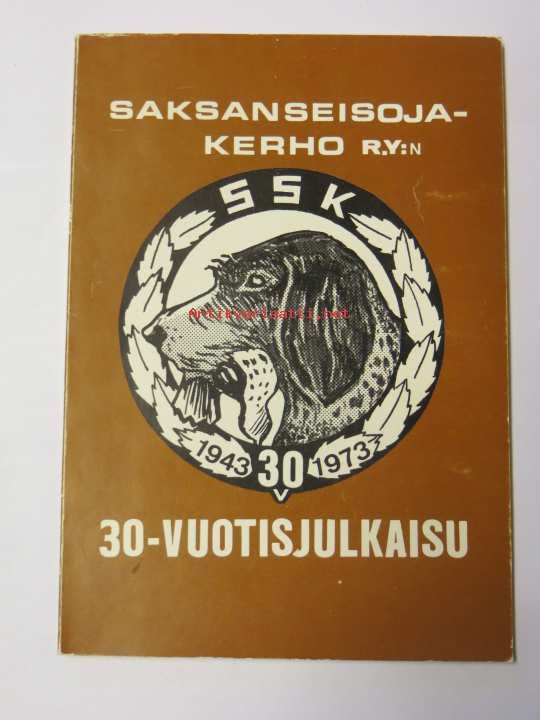 SAKSANSEISOJA-
KERHO R.Y:N
SSK
Antikvariaatti.net
1943 30 1973
30-VUOTISJULKAISU